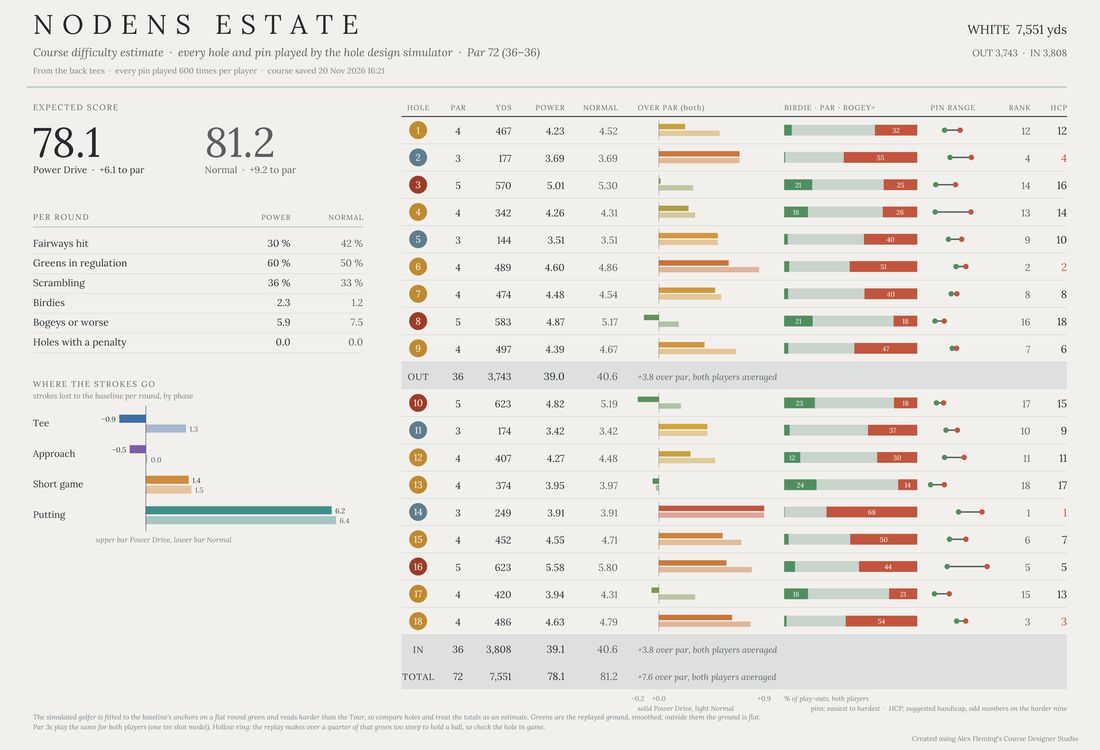 NODENS ESTATE
WHITE 7,551 yds
Course difficulty estimate · every hole and pin played by the hole design simulator · Par 72 (36–36)
OUT 3,743 · IN 3,808
From the back tees · every pin played 600 times per player · course saved 20 Nov 2026 16:21
EXPECTED SCORE
78.1 81.2
Power Drive · +6.1 to par Normal · +9.2 to par
PER ROUND POWER NORMAL
Fairways hit 30 % 42 %
Greens in regulation 60 % 50 %
Scrambling 36 % 33 %
Birdies 2.3 1.2
Bogeys or worse 5.9 7.5
Holes with a penalty 0.0 0.0
WHERE THE STROKES GO
strokes lost to the baseline per round, by phase
Tee −0.9 1.3
Approach −0.5 0.0
Short game 1.4 1.5
Putting 6.2 6.4
upper bar Power Drive, lower bar Normal
HOLE PAR YDS POWER NORMAL OVER PAR (both) BIRDIE · PAR · BOGEY+ PIN RANGE RANK HCP
1 4 467 4.23 4.52 32 12 12
2 3 177 3.69 3.69 55 4 4
3 5 570 5.01 5.30 21 25 14 16
4 4 342 4.26 4.31 18 26 13 14
5 3 144 3.51 3.51 40 9 10
6 4 489 4.60 4.86 51 2 2
7 4 474 4.48 4.54 40 8 8
8 5 583 4.87 5.17 21 18 16 18
9 4 497 4.39 4.67 47 7 6
OUT 36 3,743 39.0 40.6 +3.8 over par, both players averaged
10 5 623 4.82 5.19 23 18 17 15
11 3 174 3.42 3.42 37 10 9
12 4 407 4.27 4.48 12 30 11 11
13 4 374 3.95 3.97 24 14 18 17
14 3 249 3.91 3.91 68 1 1
15 4 452 4.55 4.71 50 6 7
16 5 623 5.58 5.80 44 5 5
17 4 420 3.94 4.31 18 21 15 13
18 4 486 4.63 4.79 54 3 3
IN 36 3,808 39.1 40.6 +3.8 over par, both players averaged
TOTAL 72 7,551 78.1 81.2 +7.6 over par, both players averaged
−0.2 +0.0 +0.9 % of play-outs, both players
solid Power Drive, light Normal pins: easiest to hardest · HCP: suggested handicap, odd numbers on the harder nine
The simulated golfer is fitted to the baseline's anchors on a flat round green and reads harder than the Tour, so compare holes and treat the totals as an estimate. Greens are the replayed ground, smoothed; outside them the ground is flat.
Par 3s play the same for both players (one tee shot model). Hollow ring: the replay makes over a quarter of that green too steep to hold a ball, so check the hole in game.
Created using Alex Fleming's Course Designer Studio